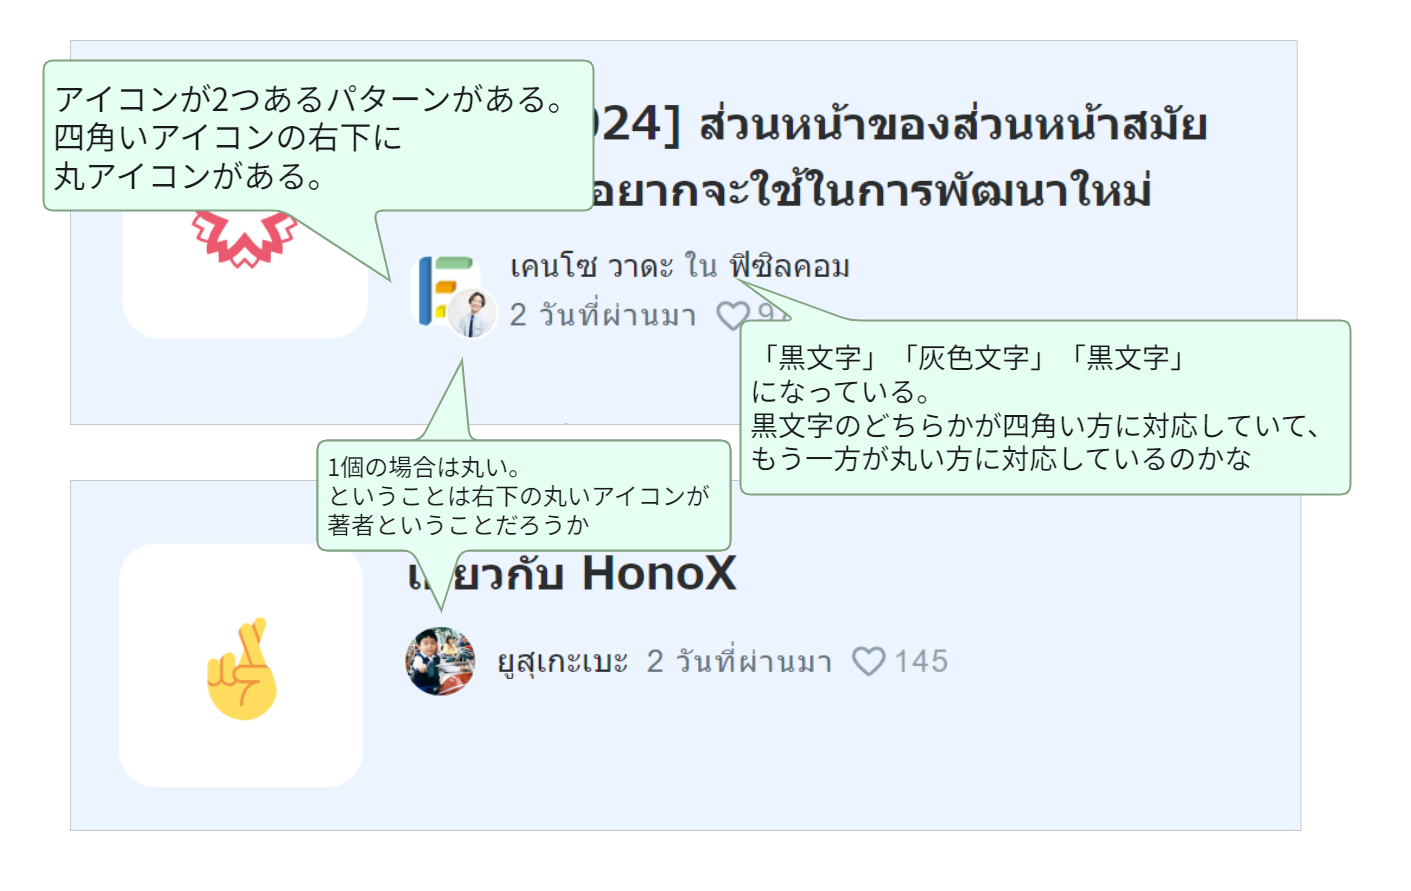 アイコンが2つあるパターンがある。
四角いアイコンの右下に
丸アイコンがある。
024] ส่วนหน้าของส่วนหน้าสมัย
อยากจะใช้ในการพัฒนาใหม่
เคนโซ วาดะ ใน ฟิซิลคอม
2 วันที่ผ่านมา
「黒文字」「灰色文字」「黒文字」
になっている。
黒文字のどちらかが四角い方に対応していて、
もう一方が丸い方に対応しているのかな
1個の場合は丸い。
ということは右下の丸いアイコンが
著者ということだろうか
HonoX
ยูสุเกะเบะ 2 วันที่ผ่านมา 145